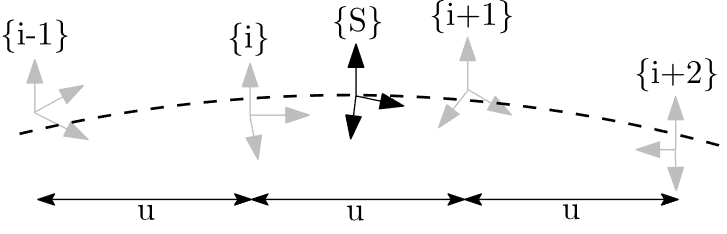 {i-1}
{i}
{S}
{i+1}
{i+2}
u
u
u